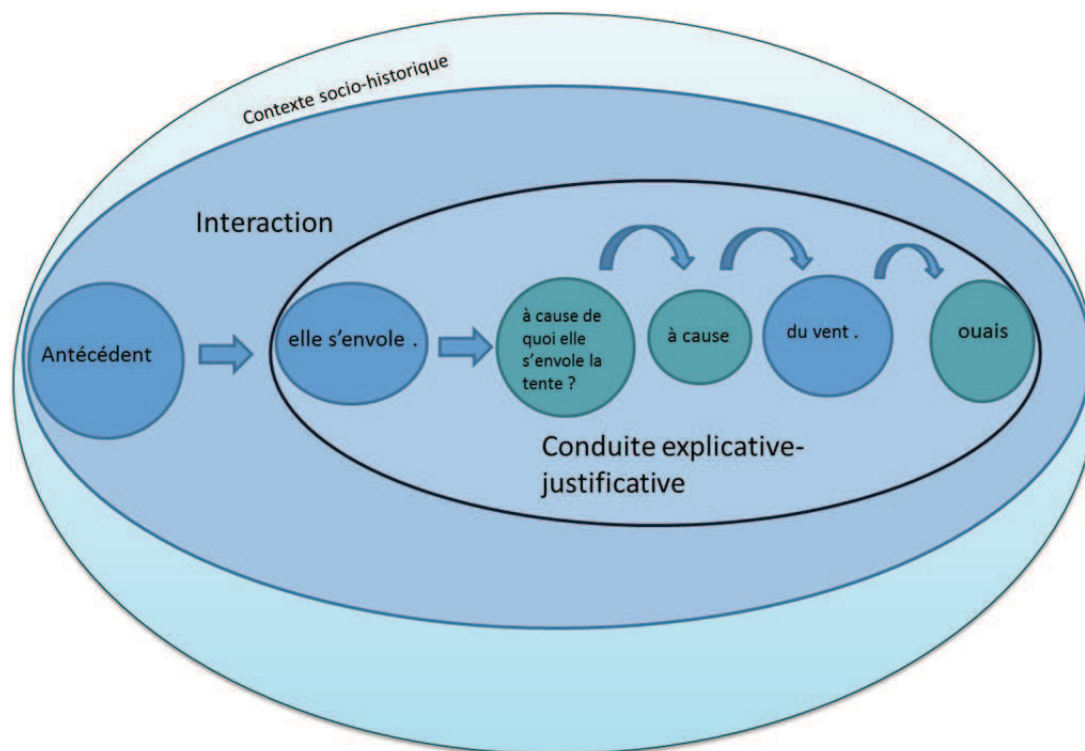 Contexte socio-historique
Interaction
Antécédent
elle s’envole .
à cause de
quoi elle
s’envole la
tente ?
à cause
du vent .
ouais
Conduite explicative-
justificative